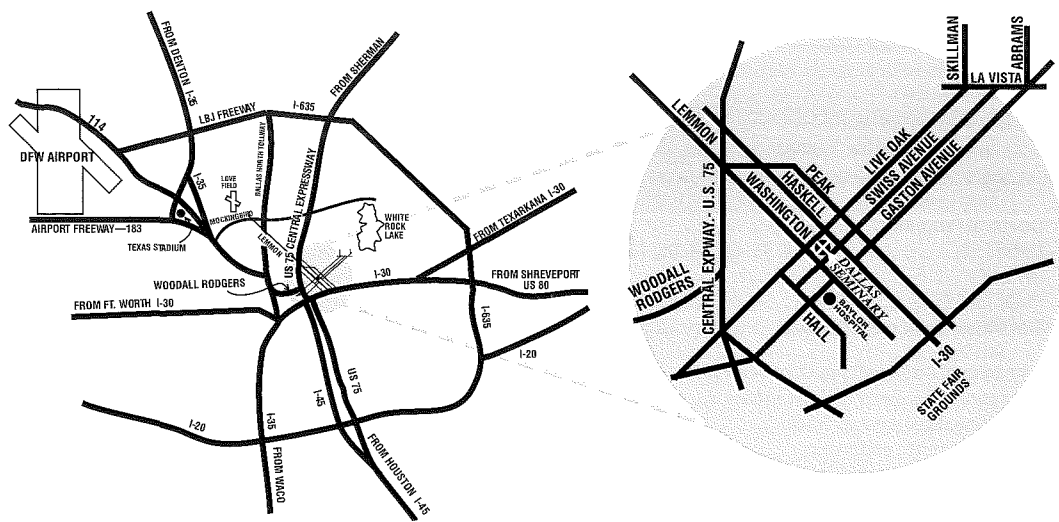 FROM DENTON I-35
FROM SHERMAN
114
LBJ FREEWAY
I-635
DFW AIRPORT
I-35
LOVE
FIELD
DALLAS NORTH TOLLWAY
US 75 CENTRAL EXPRESSWAY
MOCKINGBIRD
AIRPORT FREEWAY—183
TEXAS STADIUM
LEMMON
WHITE
ROCK
LAKE
FROM TEXARKANA I-30
WOODALL RODGERS
I-30
FROM SHREVEPORT
US 80
FROM FT. WORTH I-30
I-635
I-20
US 75
I-45
I-35
I-20
FROM WACO
FROM HOUSTON I-45
SKILLMAN
ABRAMS
LA VISTA
LEMMON
LIVE OAK
SWISS AVENUE
GASTON AVENUE
PEAK
HASKELL
WASHINGTON
CENTRAL EXPWAY.- U.S. 75
WOODALL
RODGERS
DALLAS
SEMINARY
BAYLOR
HOSPITAL
HALL
I-30
STATE FAIR
GROUNDS